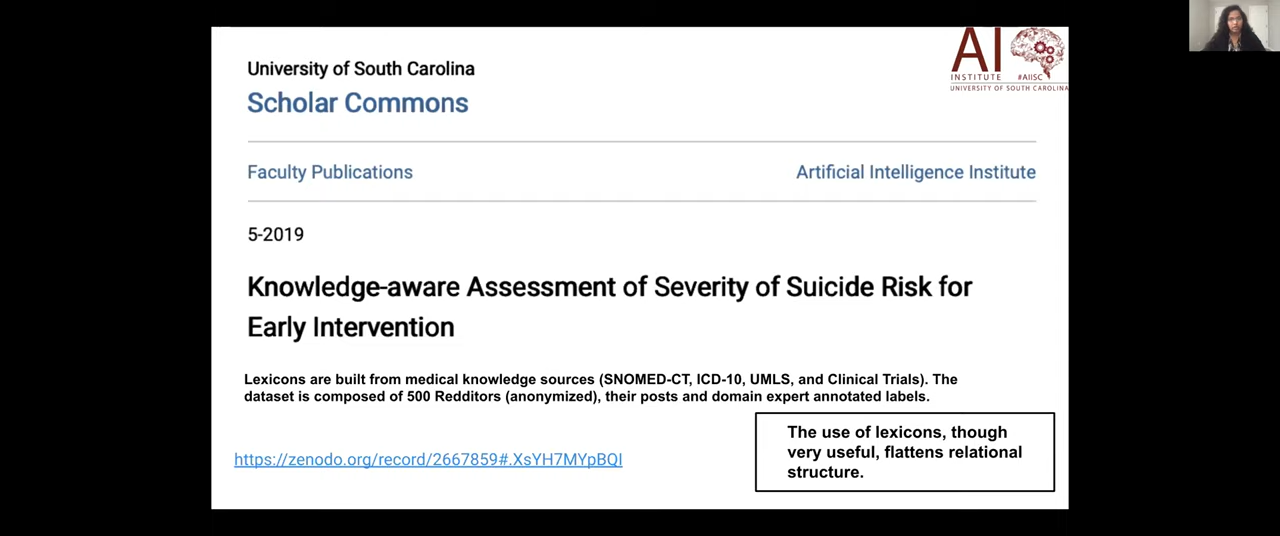 AI
INSTITUTE #AIISC
UNIVERSITY OF SOUTH CAROLINA
University of South Carolina
Scholar Commons
Faculty Publications
Artificial Intelligence Institute
5-2019
Knowledge-aware Assessment of Severity of Suicide Risk for
Early Intervention
Lexicons are built from medical knowledge sources (SNOMED-CT, ICD-10, UMLS, and Clinical Trials). The
dataset is composed of 500 Redditors (anonymized), their posts and domain expert annotated labels.
https://zenodo.org/record/2667859#.XsYH7MYpBQI
The use of lexicons, though
very useful, flattens relational
structure.